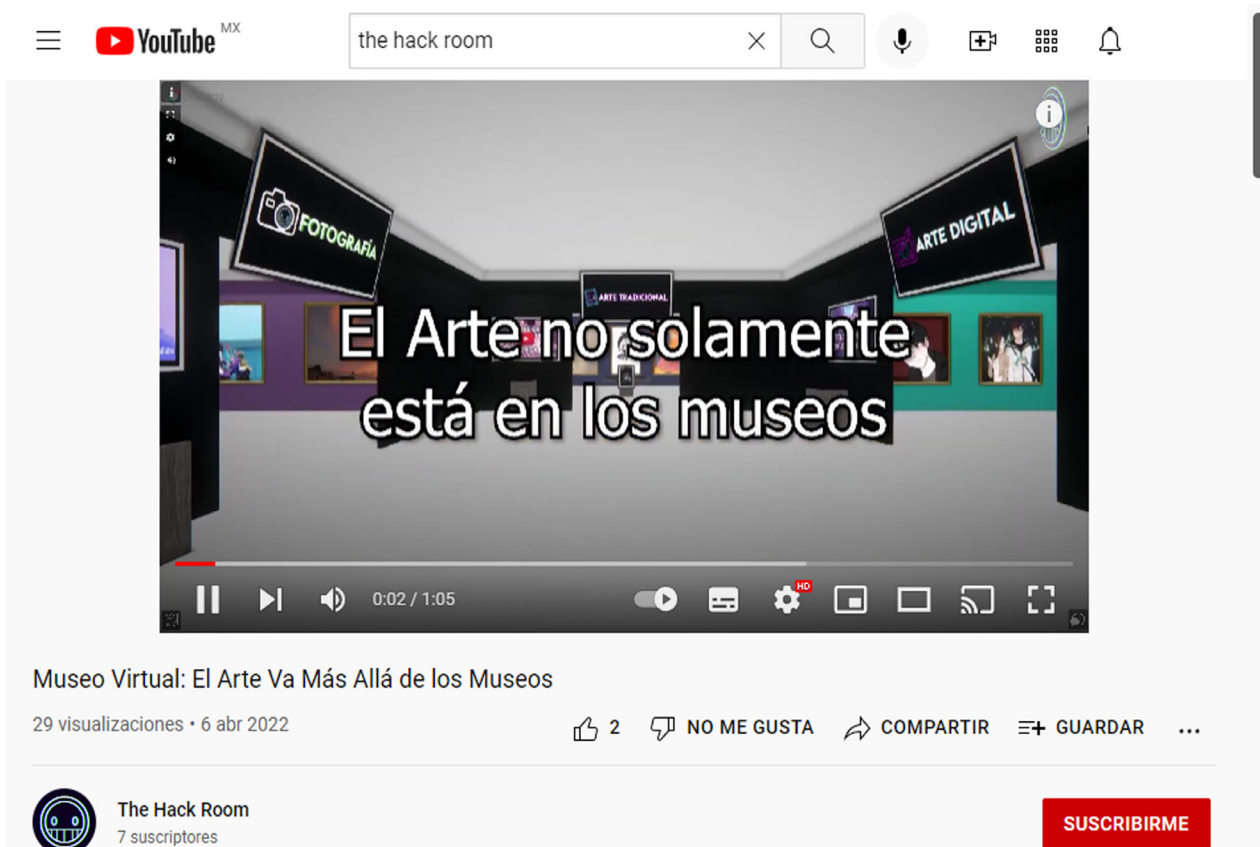 YouTube MX
the hack room
FOTOGRAFÍA
ARTE DIGITAL
ARTE TRADICIONAL
El Arte no solamente
está en los museos
0:02 / 1:05
HD
Museo Virtual: El Arte Va Más Allá de los Museos
29 visualizaciones • 6 abr 2022
2 NO ME GUSTA COMPARTIR GUARDAR ...
The Hack Room
7 suscriptores
SUSCRIBIRME